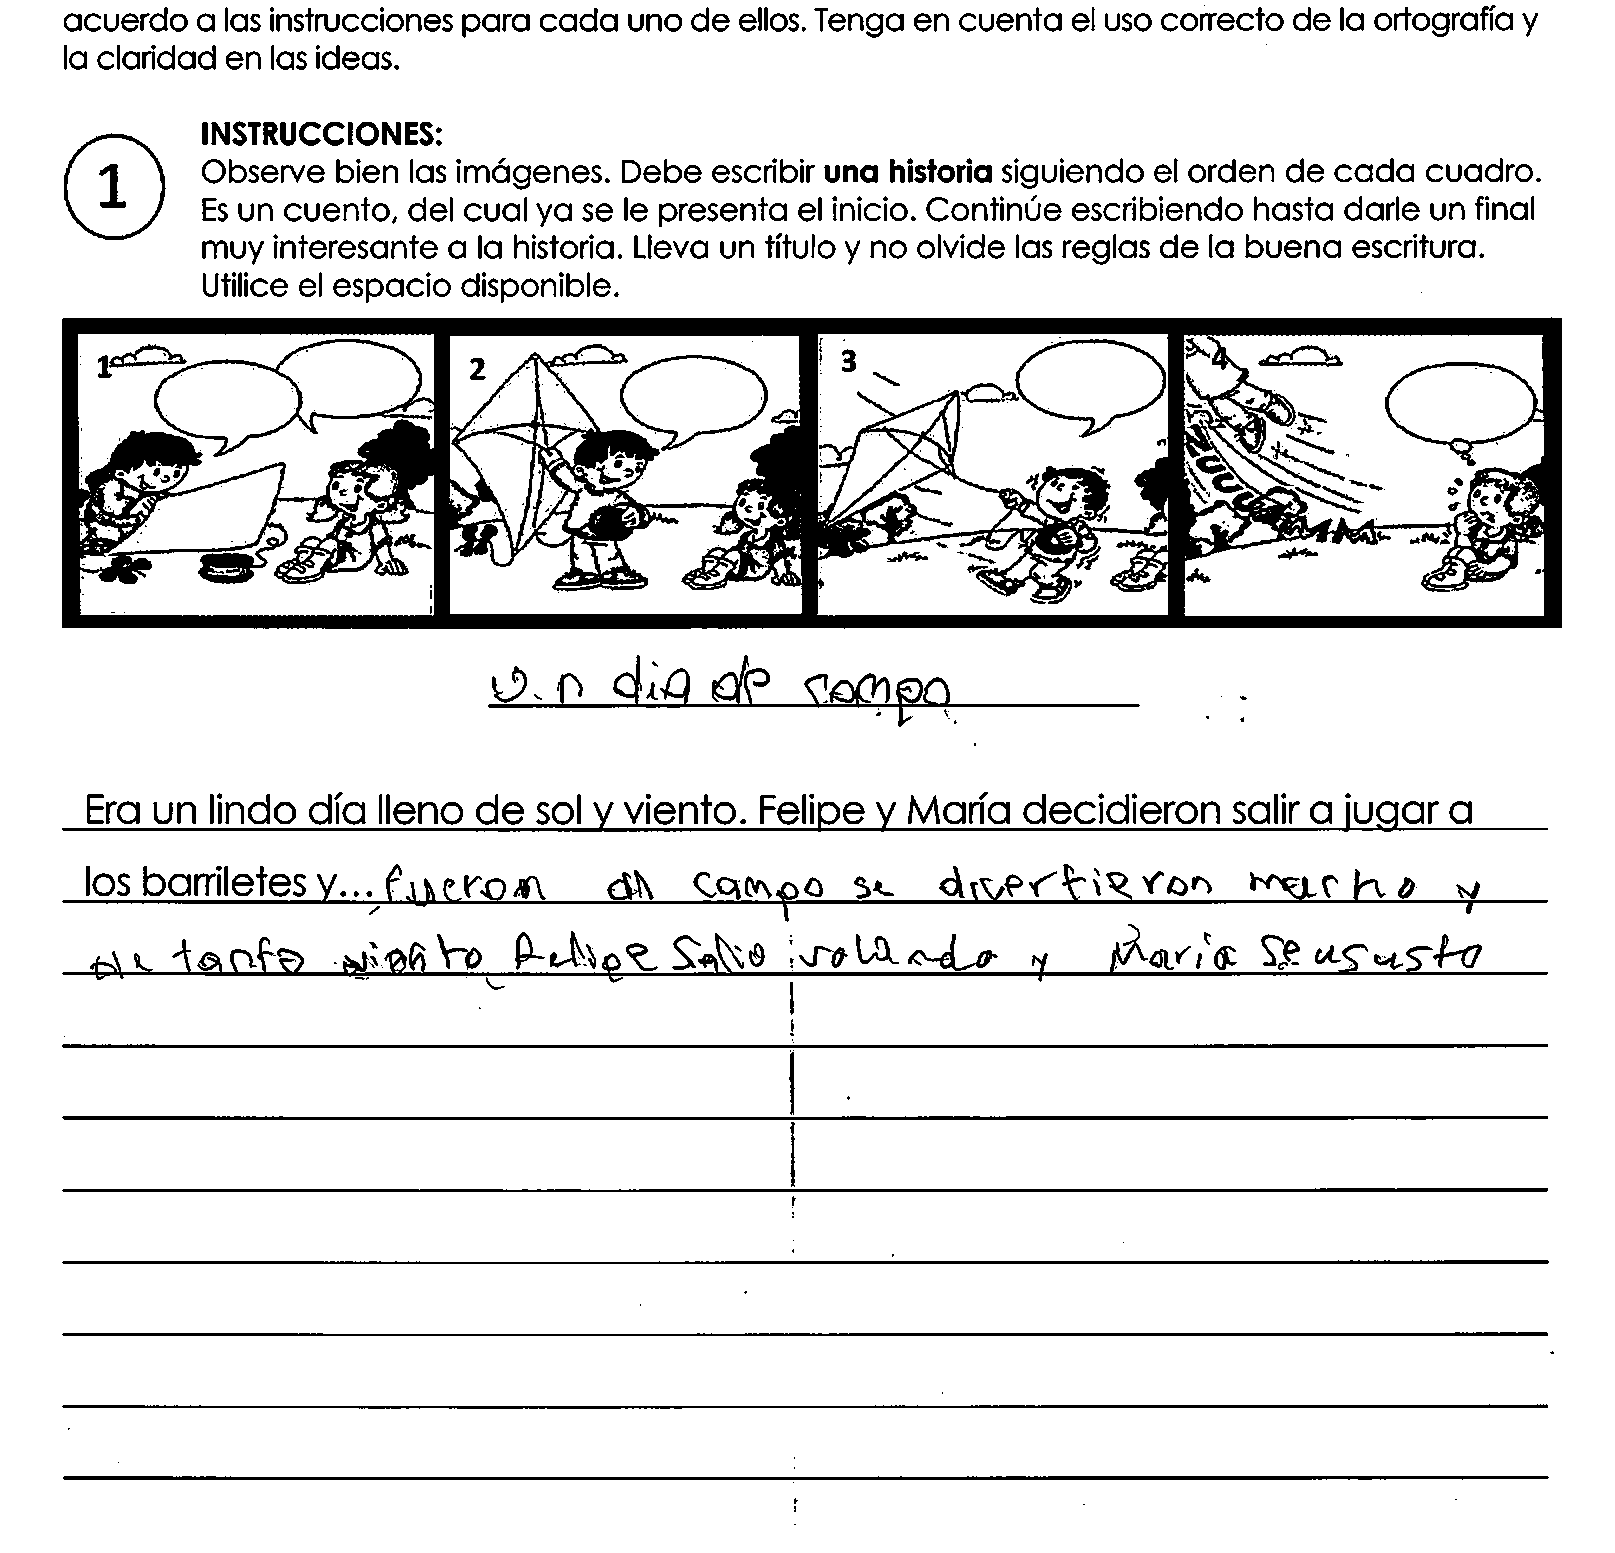 acuerdo a las instrucciones para cada uno de ellos. Tenga en cuenta el uso correcto de la ortografía y
la claridad en las ideas.
1
INSTRUCCIONES:
Observe bien las imágenes. Debe escribir una historia siguiendo el orden de cada cuadro.
Es un cuento, del cual ya se le presenta el inicio. Continúe escribiendo hasta darle un final
muy interesante a la historia. Lleva un título y no olvide las reglas de la buena escritura.
Utilice el espacio disponible.
1 2 3 4
ZUUUU
Un dia de campo
Era un lindo día lleno de sol y viento. Felipe y María decidieron salir a jugar a
los barriletes y... fueron al campo se divertieron mucho y
de tanto viento Felipe Salio volando y Maria se ususto